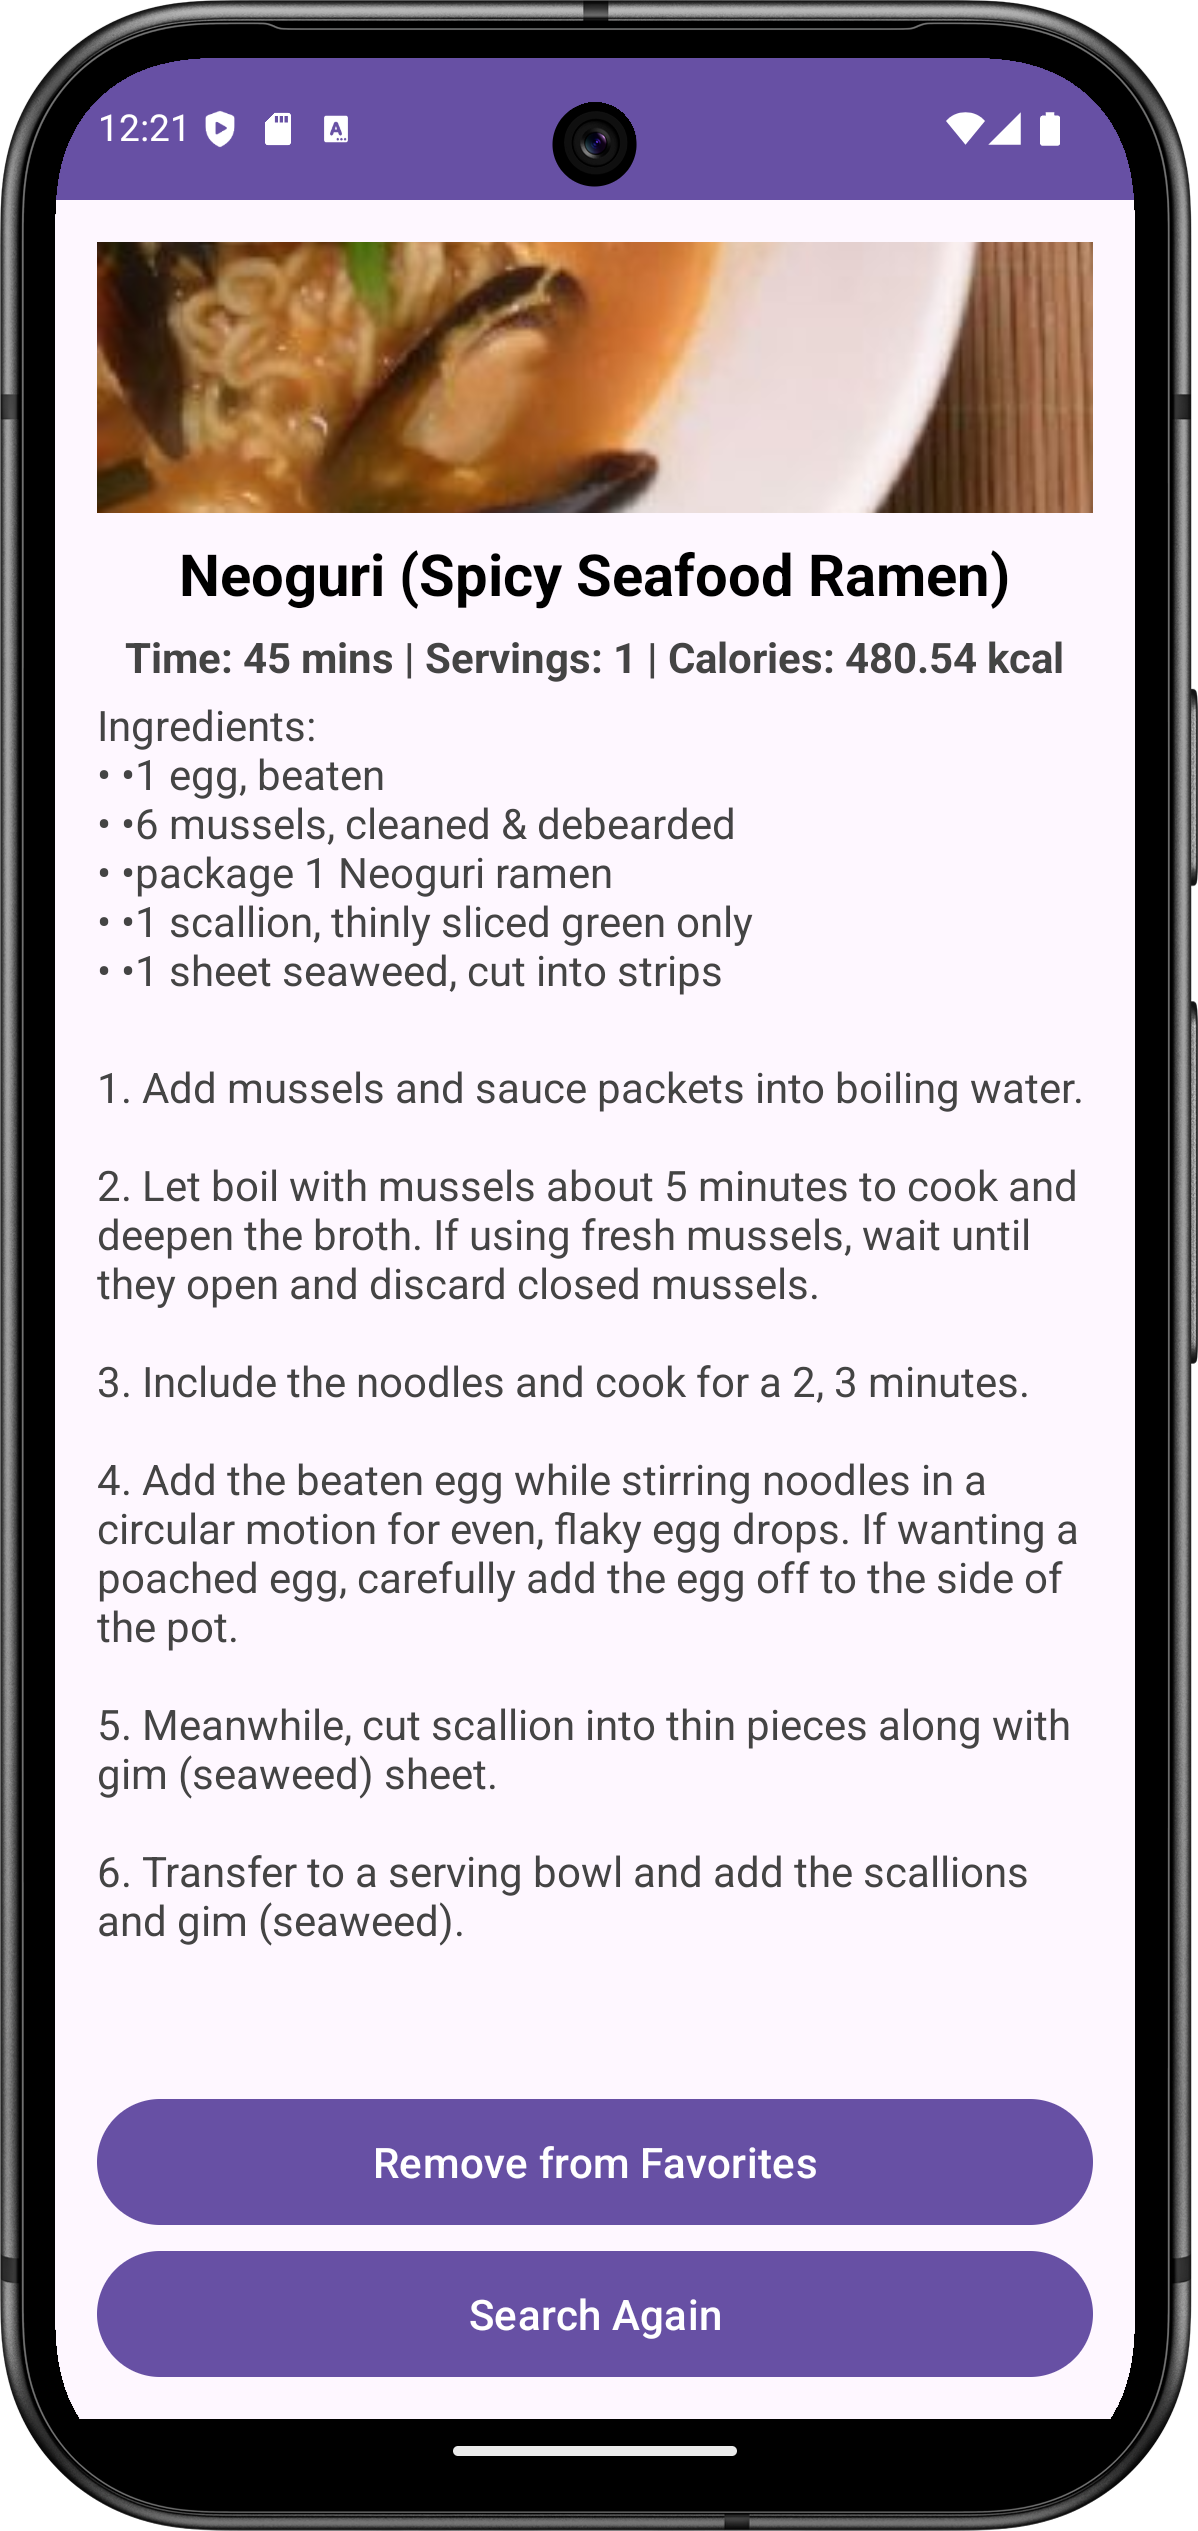 12:21
A
Neoguri (Spicy Seafood Ramen)
Time: 45 mins | Servings: 1 | Calories: 480.54 kcal
Ingredients:
• •1 egg, beaten
• •6 mussels, cleaned & debearded
• •package 1 Neoguri ramen
• •1 scallion, thinly sliced green only
• •1 sheet seaweed, cut into strips
1. Add mussels and sauce packets into boiling water.
2. Let boil with mussels about 5 minutes to cook and
deepen the broth. If using fresh mussels, wait until
they open and discard closed mussels.
3. Include the noodles and cook for a 2, 3 minutes.
4. Add the beaten egg while stirring noodles in a
circular motion for even, flaky egg drops. If wanting a
poached egg, carefully add the egg off to the side of
the pot.
5. Meanwhile, cut scallion into thin pieces along with
gim (seaweed) sheet.
6. Transfer to a serving bowl and add the scallions
and gim (seaweed).
Remove from Favorites
Search Again